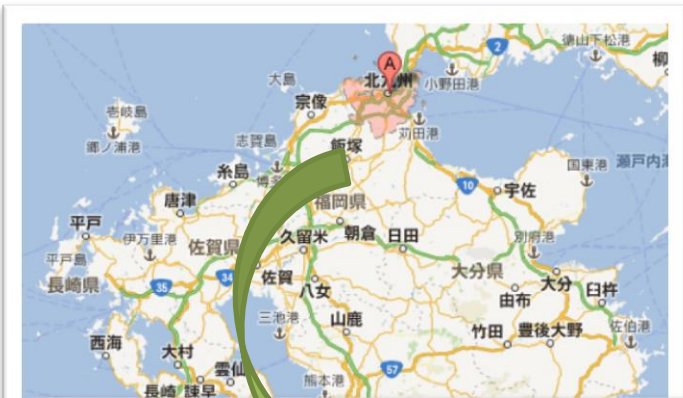 2
徳山下松港
柳
A
北九州
大島
小野田港
宗像
壱岐島
苅田港
郷ノ浦港
志賀島
飯塚
国東港
瀬戸内海
糸島
博多
10
宇佐
唐津
福岡県
平戸
伊万里港
佐賀県
久留米
朝倉
日田
別府港
平戸島
34
佐賀
大分県
大分
長崎県
35
八女
由布
臼杵
三池港
山鹿
竹田
豊後大野
佐伯港
西海
大村
雲仙
57
長崎
諫早
熊本港